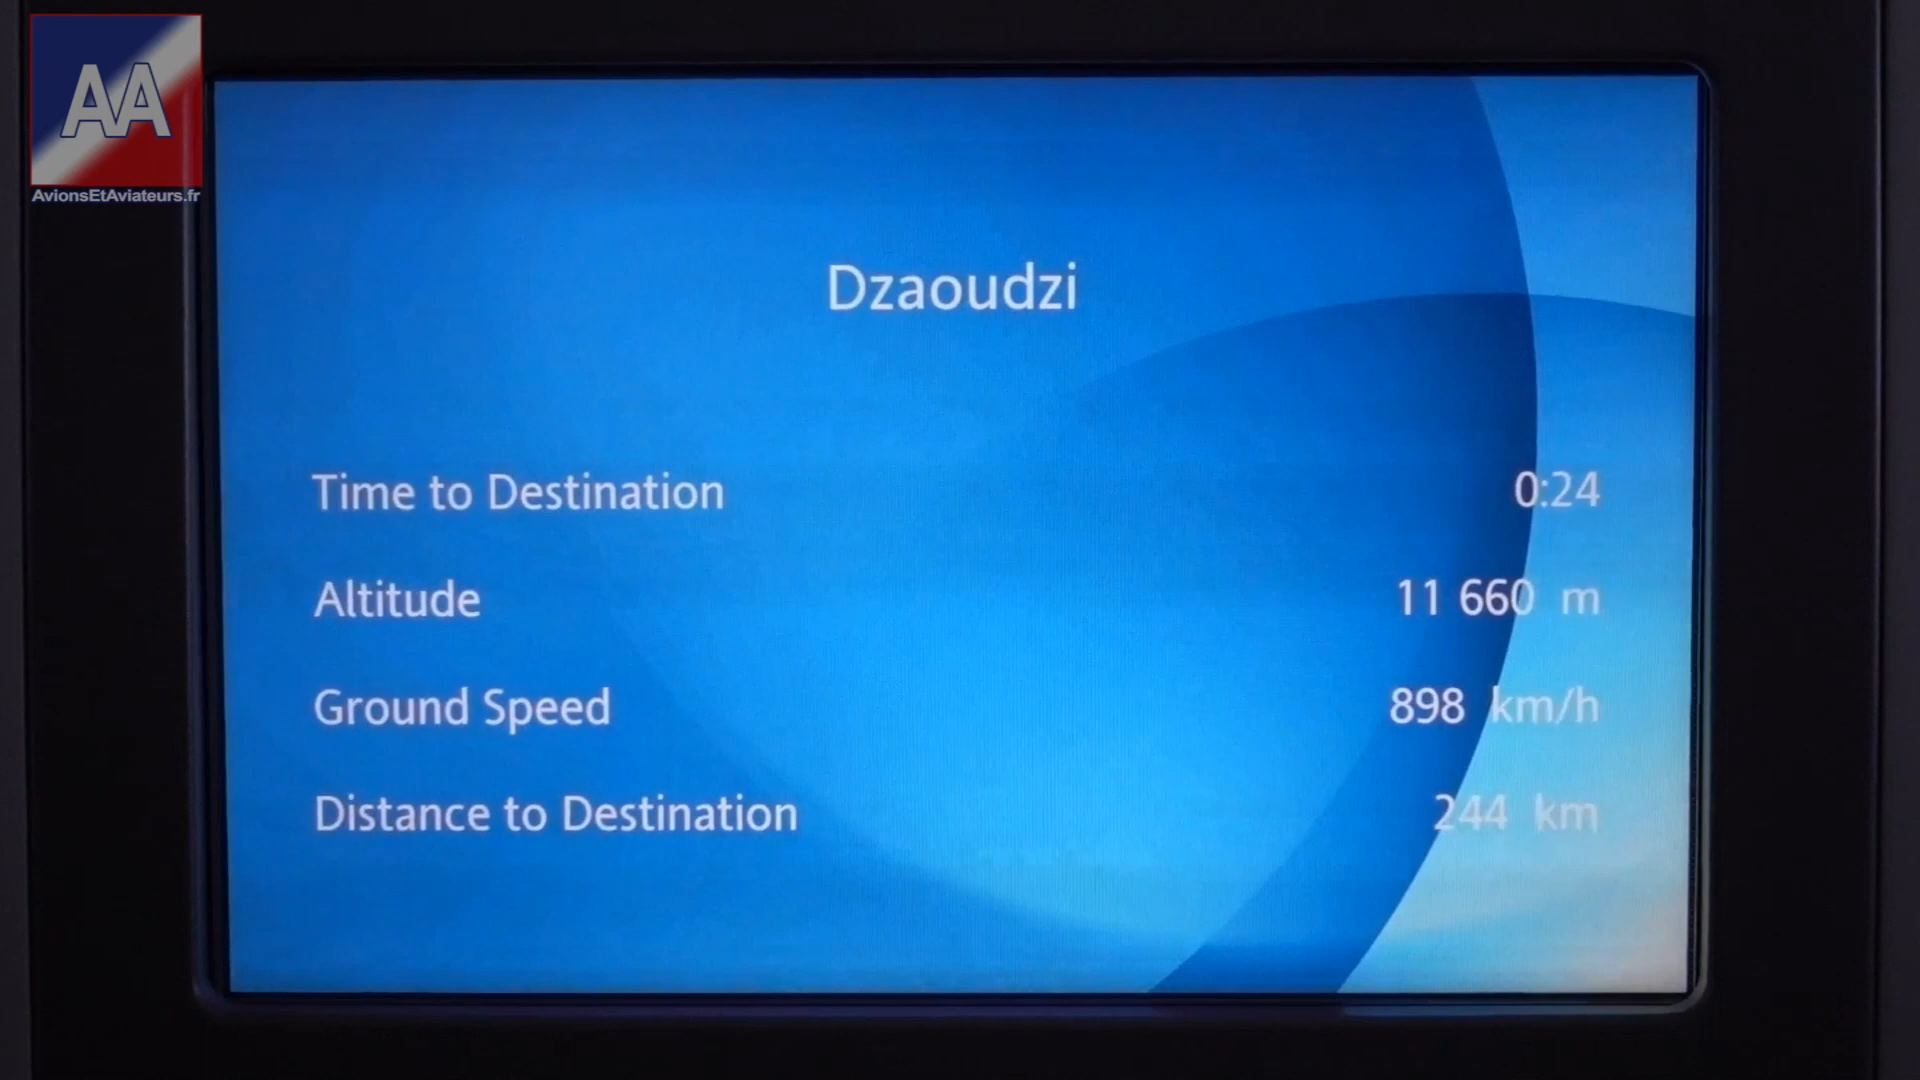 AA
AvionsEtAviateurs.fr
Dzaoudzi
Time to Destination 0:24
Altitude 11 660 m
Ground Speed 898 km/h
Distance to Destination 244 km